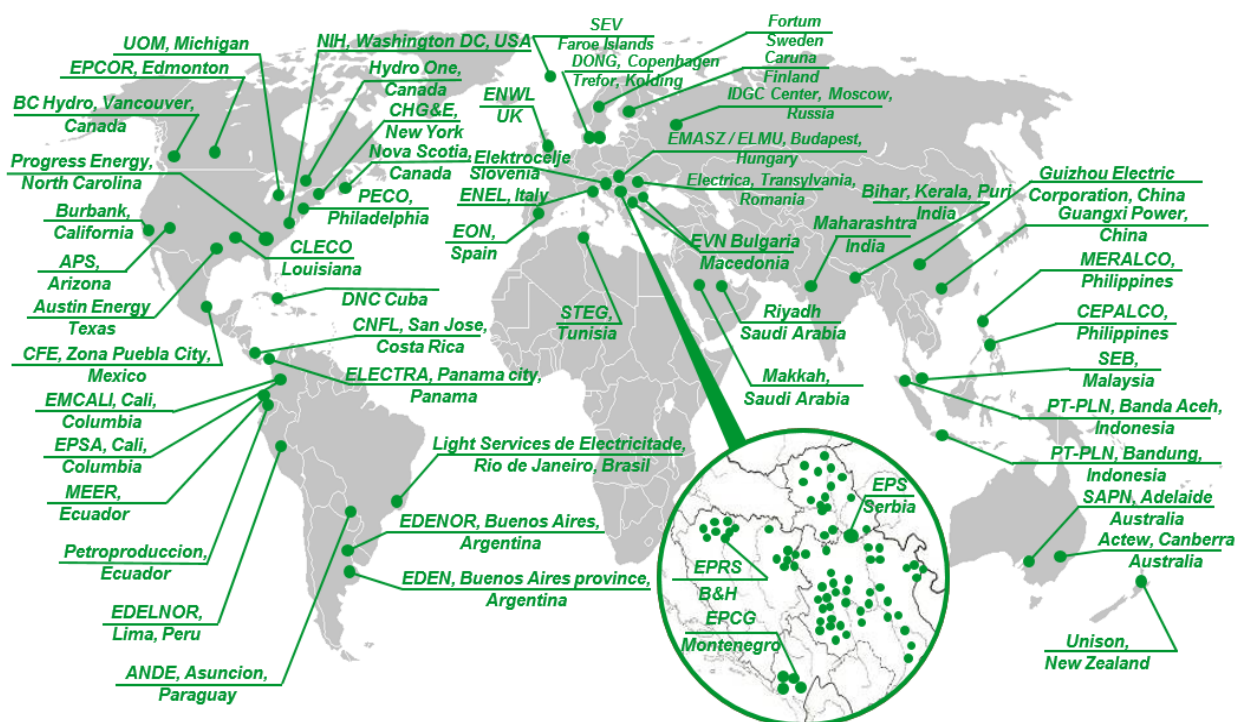 SEV
Faroe Islands
Fortum
Sweden
UOM, Michigan
NIH, Washington DC, USA
DONG, Copenhagen
Trefor, Kolding
Caruna
Finland
EPCOR, Edmonton
Hydro One,
Canada
ENWL
UK
IDGC Center, Moscow,
Russia
BC Hydro, Vancouver,
Canada
CHG&E,
New York
Progress Energy,
North Carolina
Nova Scotia,
Canada
Elektrocelje
Slovenia
EMASZ / ELMU, Budapest,
Hungary
Guizhou Electric
Corporation, China
PECO,
Philadelphia
ENEL, Italy
Electrica, Transylvania,
Romania
Bihar, Kerala, Puri,
India
Burbank,
California
EON,
Spain
EVN Bulgaria
Macedonia
Maharashtra
India
Guangxi Power,
China
APS,
Arizona
CLECO
Louisiana
MERALCO,
Philippines
Austin Energy
Texas
DNC Cuba
STEG,
Tunisia
Riyadh
Saudi Arabia
CEPALCO,
Philippines
CFE, Zona Puebla City,
Mexico
CNFL, San Jose,
Costa Rica
SEB,
Malaysia
ELECTRA, Panama city,
Panama
Makkah,
Saudi Arabia
EMCALI, Cali,
Columbia
PT-PLN, Banda Aceh,
Indonesia
EPSA, Cali,
Columbia
Light Services de Electricitade,
Rio de Janeiro, Brasil
PT-PLN, Bandung,
Indonesia
MEER,
Ecuador
EPS
Serbia
SAPN, Adelaide
Australia
Petroproduccion,
Ecuador
EDENOR, Buenos Aires,
Argentina
Actew, Canberra
Australia
EPRS
B&H
EDEN, Buenos Aires province,
Argentina
EDELNOR,
Lima, Peru
EPCG
Montenegro
Unison,
New Zealand
ANDE, Asuncion,
Paraguay